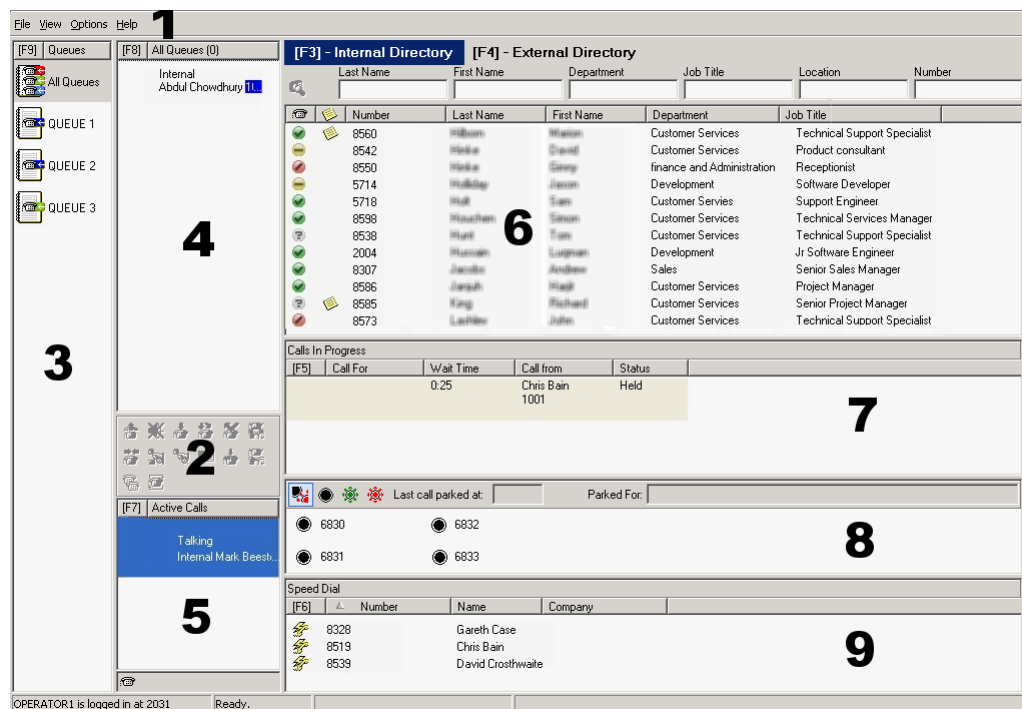 File View Options Help 1
[F9] Queues
All Queues
QUEUE 1
QUEUE 2
QUEUE 3
3
[F8] All Queues (0)
Internal
Abdul Chowdhury
4
2
[F7] Active Calls
Talking
Internal Mark Beest...
5
[F3] - Internal Directory [F4] - External Directory
Last Name First Name Department Job Title Location Number
Number Last Name First Name Department Job Title
8560 Customer Services Technical Support Specialist
8542 Customer Services Product consultant
8550 finance and Administration Receptionist
5714 Development Software Developer
5718 Customer Servies Support Engineer
8598 Customer Services Technical Services Manager
8538 Customer Services Technical Support Specialist
2004 Development Jr Software Engineer
8307 Sales Senior Sales Manager
8586 Customer Services Project Manager
8585 King Richard Customer Services Senior Project Manager
8573 Customer Services Technical Support Specialist
6
Calls In Progress
[F5] Call For Wait Time Call from Status
0:25 Chris Bain Held
1001
7
Last call parked at: Parked For:
6830 6832
6831 6833
8
Speed Dial
[F6] Number Name Company
8328 Gareth Case
8519 Chris Bain
8539 David Crosthwaite
9
OPERATOR1 is logged in at 2031 Ready.